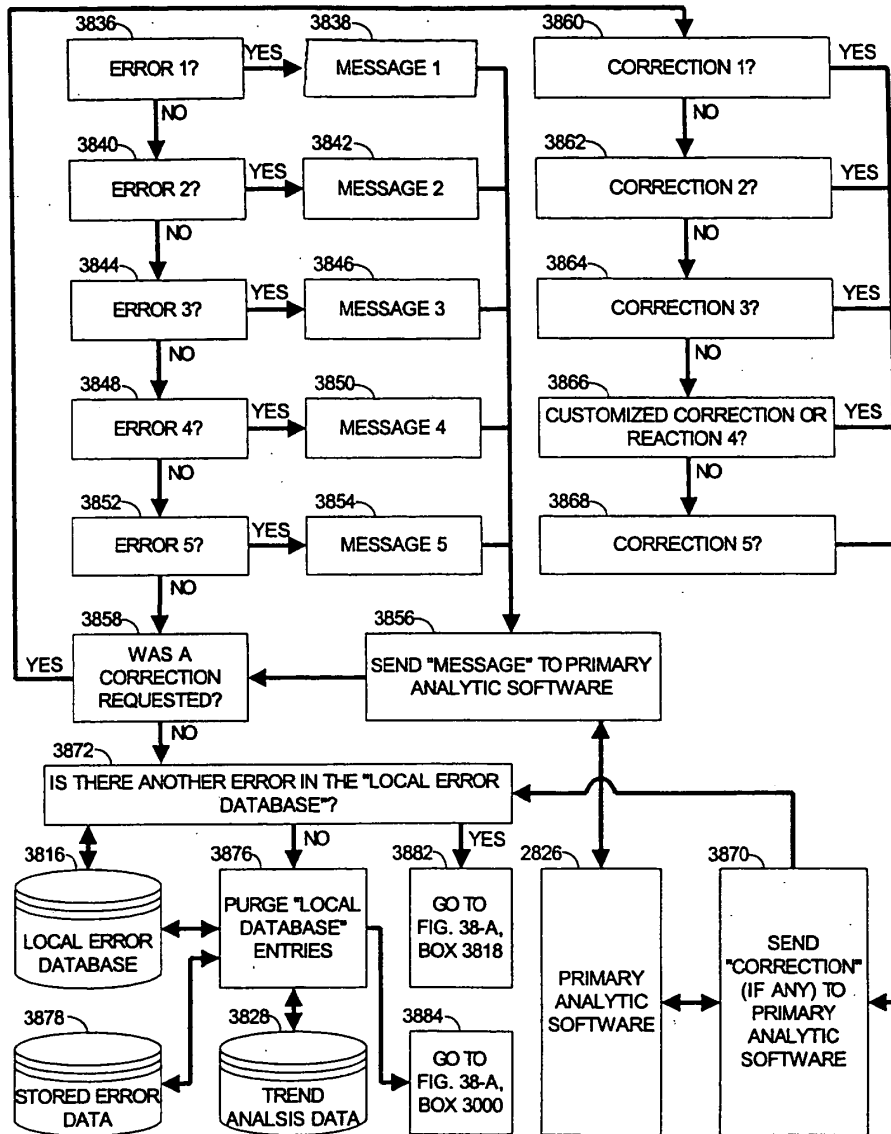 3836
ERROR 1?
YES
3838
MESSAGE 1
3860
CORRECTION 1?
YES
NO
NO
3840
ERROR 2?
YES
3842
MESSAGE 2
3862
CORRECTION 2?
YES
NO
NO
3844
ERROR 3?
YES
3846
MESSAGE 3
3864
CORRECTION 3?
YES
NO
NO
3848
ERROR 4?
YES
3850
MESSAGE 4
3866
CUSTOMIZED CORRECTION OR
REACTION 4?
YES
NO
NO
3852
ERROR 5?
YES
3854
MESSAGE 5
3868
CORRECTION 5?
NO
3858
WAS A
CORRECTION
REQUESTED?
YES
3856
SEND "MESSAGE" TO PRIMARY
ANALYTIC SOFTWARE
NO
3872
IS THERE ANOTHER ERROR IN THE "LOCAL ERROR
DATABASE"?
NO
YES
3816
LOCAL ERROR
DATABASE
3876
PURGE "LOCAL
DATABASE"
ENTRIES
3882
GO TO
FIG. 38-A,
BOX 3818
2826
PRIMARY
ANALYTIC
SOFTWARE
3870
SEND
"CORRECTION"
(IF ANY) TO
PRIMARY
ANALYTIC
SOFTWARE
3878
STORED ERROR
DATA
3828
TREND
ANALSIS DATA
3884
GO TO
FIG. 38-A,
BOX 3000